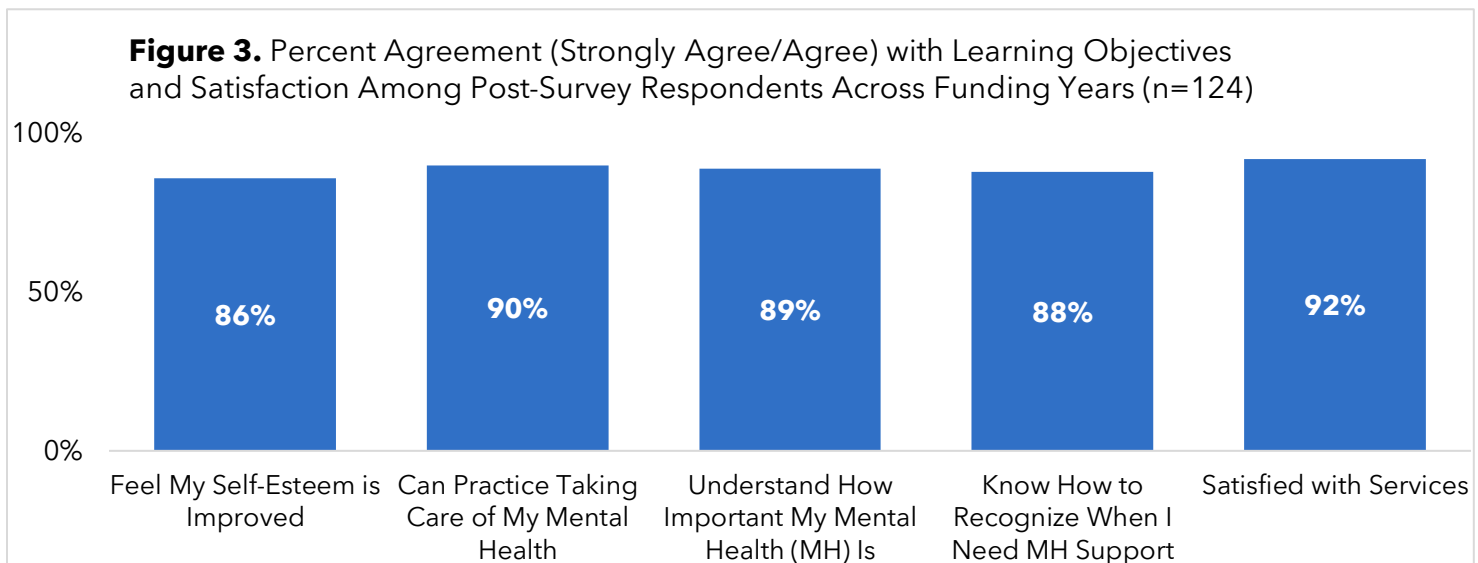 Figure 3. Percent Agreement (Strongly Agree/Agree) with Learning Objectives
and Satisfaction Among Post-Survey Respondents Across Funding Years (n=124)
100%
50%
0%
86%
90%
89%
88%
92%
Feel My Self-Esteem is
Improved
Can Practice Taking
Care of My Mental
Health
Understand How
Important My Mental
Health (MH) Is
Know How to
Recognize When I
Need MH Support
Satisfied with Services